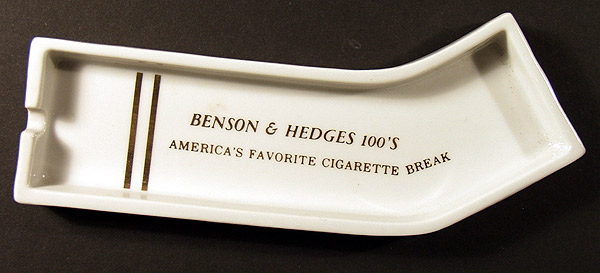 BENSON & HEDGES 100'S
AMERICA'S FAVORITE CIGARETTE BREAK